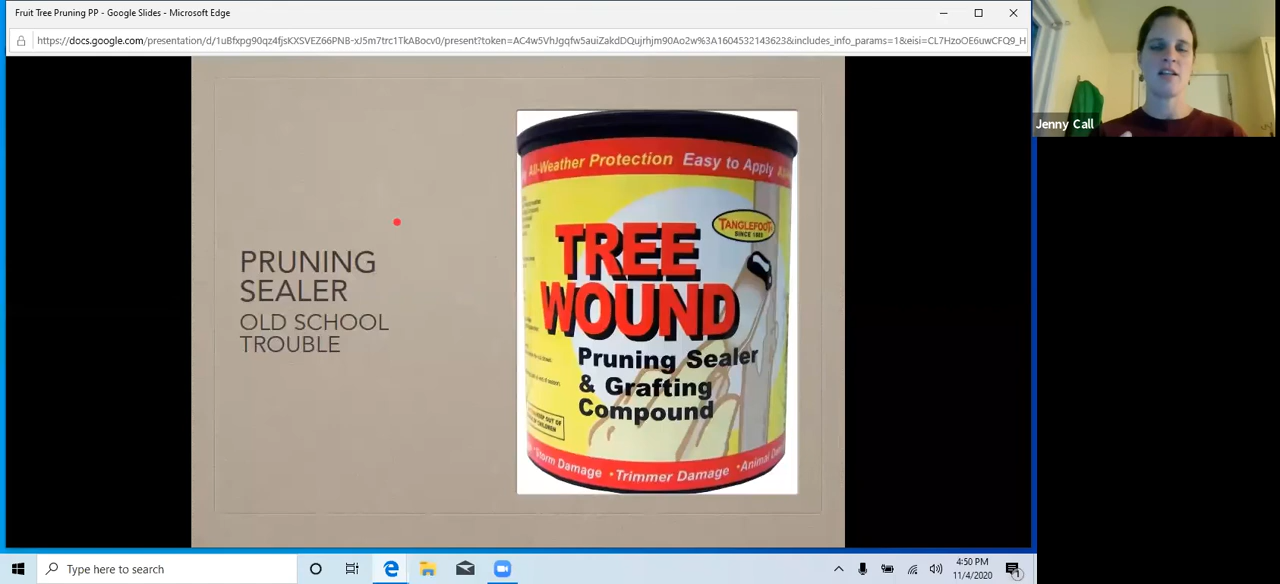 Fruit Tree Pruning PP - Google Slides - Microsoft Edge
Jenny Call
PRUNING
SEALER
OLD SCHOOL
TROUBLE
All-Weather Protection Easy to Apply
TANGLEFOOT
SINCE
TREE
WOUND
Pruning Sealer
& Grafting
Compound
Storm Damage • Trimmer Damage • Animal
Type here to search
4:50 PM
11/4/2020